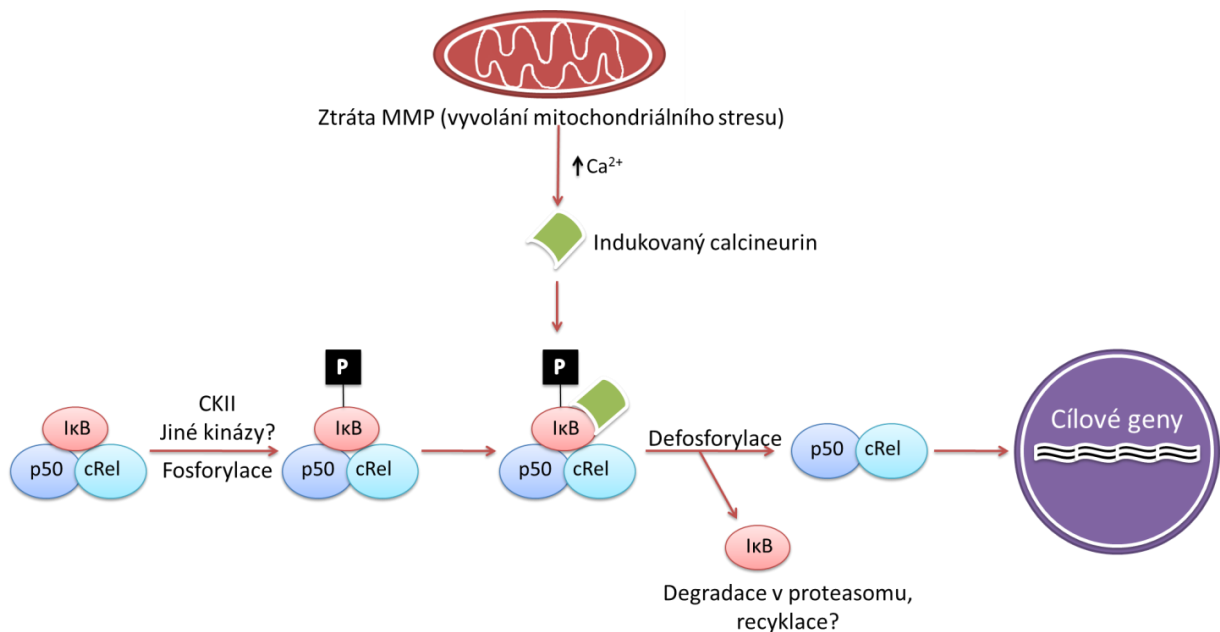 Ztráta MMP (vyvolání mitochondriálního stresu)
↑Ca²⁺
Indukovaný calcineurin
P
P
IκB
p50
cRel
CKII
Jiné kinázy?
Fosforylace
IκB
p50
cRel
IκB
p50
cRel
Defosforylace
p50
cRel
Cílové geny
IκB
Degradace v proteasomu,
recyklace?